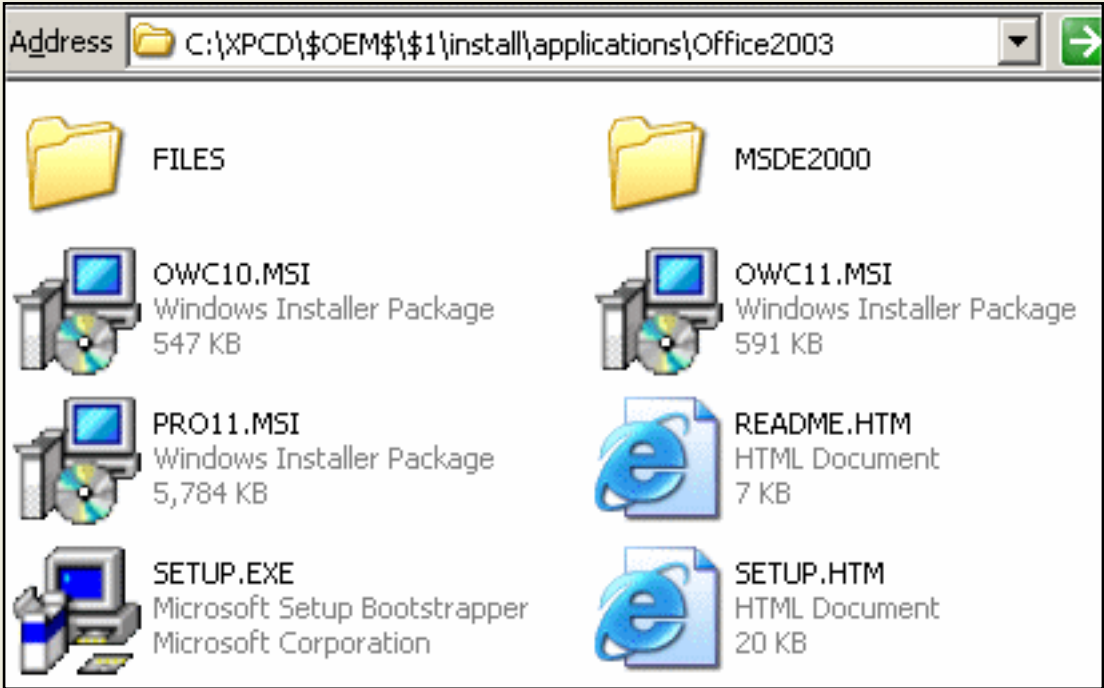 Address C:\XPCD\$OEM$\$1\install\applications\Office2003
FILES
MSDE2000
OWC10.MSI
Windows Installer Package
547 KB
OWC11.MSI
Windows Installer Package
591 KB
PRO11.MSI
Windows Installer Package
5,784 KB
README.HTM
HTML Document
7 KB
SETUP.EXE
Microsoft Setup Bootstrapper
Microsoft Corporation
SETUP.HTM
HTML Document
20 KB